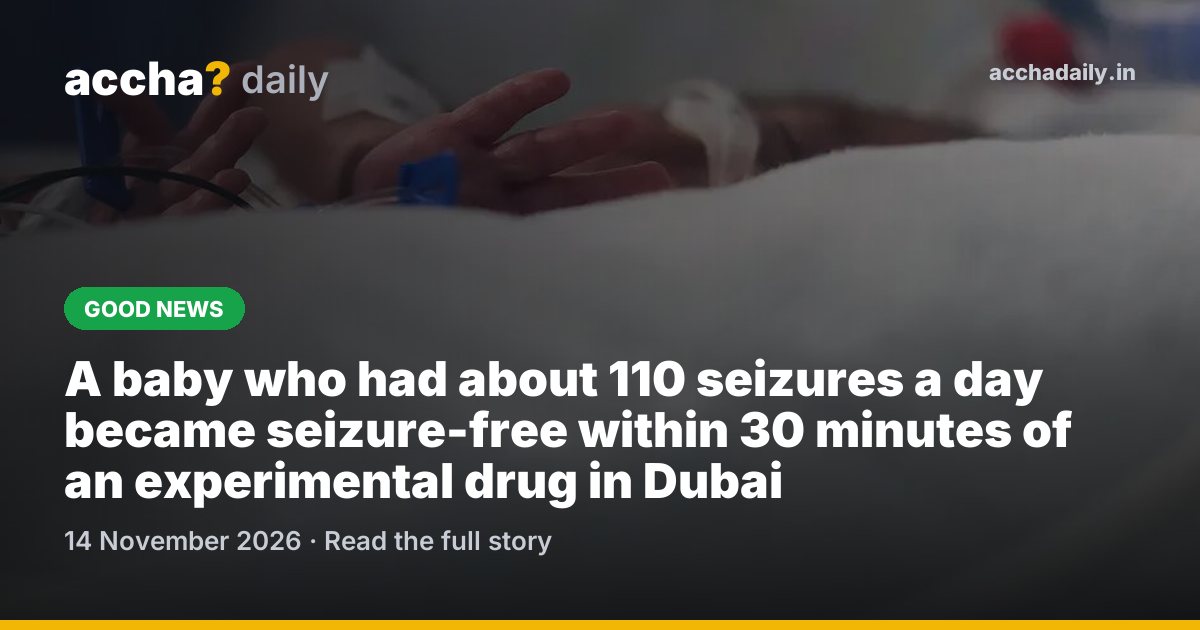 accha? daily
acchadaily.in
GOOD NEWS
A baby who had about 110 seizures a day
became seizure-free within 30 minutes of
an experimental drug in Dubai
14 November 2026 · Read the full story